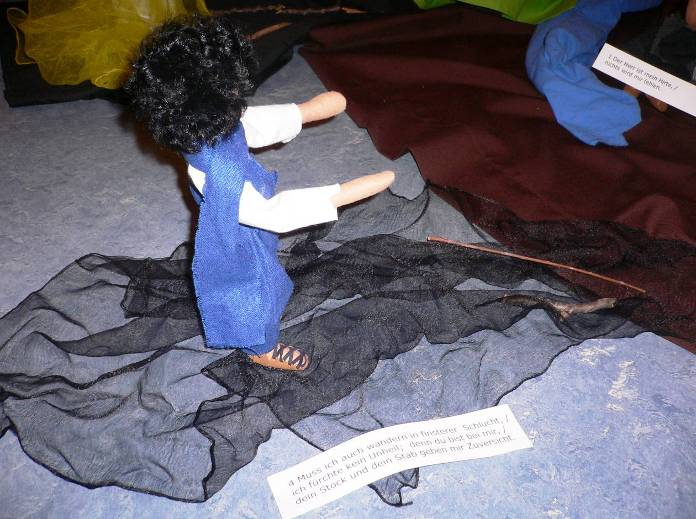 1 Der Herr ist mein Hirte, /
nichts wird mir fehlen.
4 Muss ich auch wandern in finsterer Schlucht, /
ich fürchte kein Unheil; denn du bist bei mir, /
dein Stock und dein Stab geben mir Zuversicht.